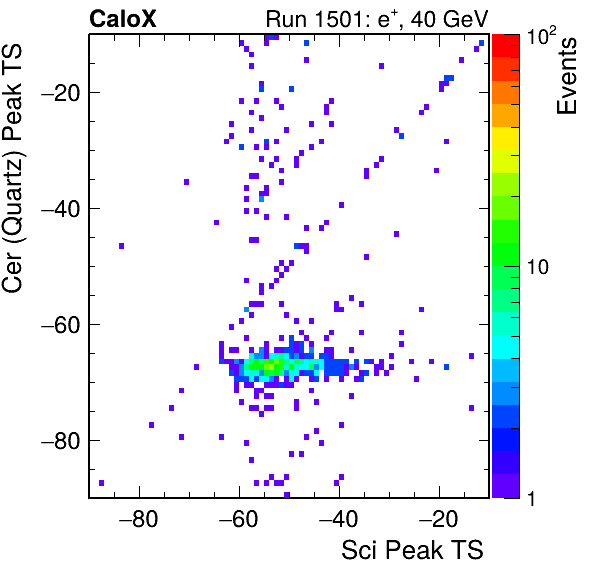 CaloX
Run 1501: e⁺, 40 GeV
Cer (Quartz) Peak TS
−20
−40
−60
−80
−80
−60
−40
−20
Sci Peak TS
10²
10
1
Events